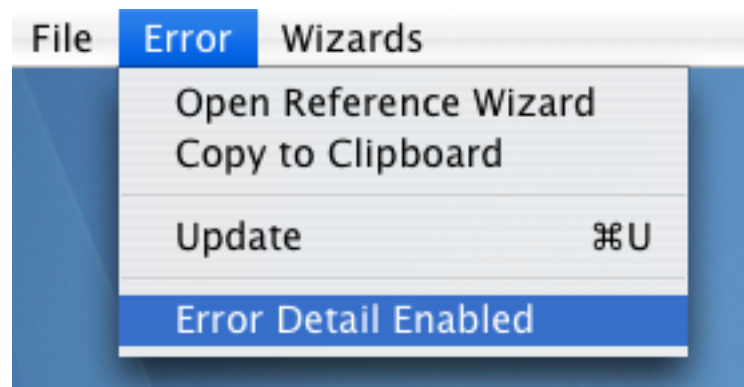 File Error Wizards
Open Reference Wizard
Copy to Clipboard
Update ⌘U
Error Detail Enabled